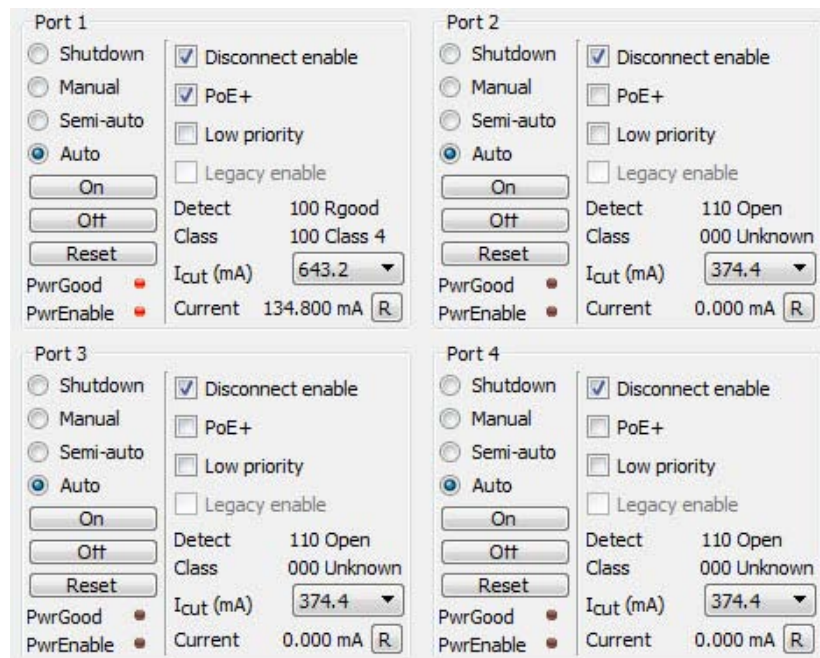 Port 1
Shutdown
Manual
Semi-auto
Auto
On
Off
Reset
PwrGood
PwrEnable
Disconnect enable
PoE+
Low priority
Legacy enable
Detect 100 Rgood
Class 100 Class 4
Icut (mA) 643.2
Current 134.800 mA R
Port 2
Shutdown
Manual
Semi-auto
Auto
On
Off
Reset
PwrGood
PwrEnable
Disconnect enable
PoE+
Low priority
Legacy enable
Detect 110 Open
Class 000 Unknown
Icut (mA) 374.4
Current 0.000 mA R
Port 3
Shutdown
Manual
Semi-auto
Auto
On
Off
Reset
PwrGood
PwrEnable
Disconnect enable
PoE+
Low priority
Legacy enable
Detect 110 Open
Class 000 Unknown
Icut (mA) 374.4
Current 0.000 mA R
Port 4
Shutdown
Manual
Semi-auto
Auto
On
Off
Reset
PwrGood
PwrEnable
Disconnect enable
PoE+
Low priority
Legacy enable
Detect 110 Open
Class 000 Unknown
Icut (mA) 374.4
Current 0.000 mA R